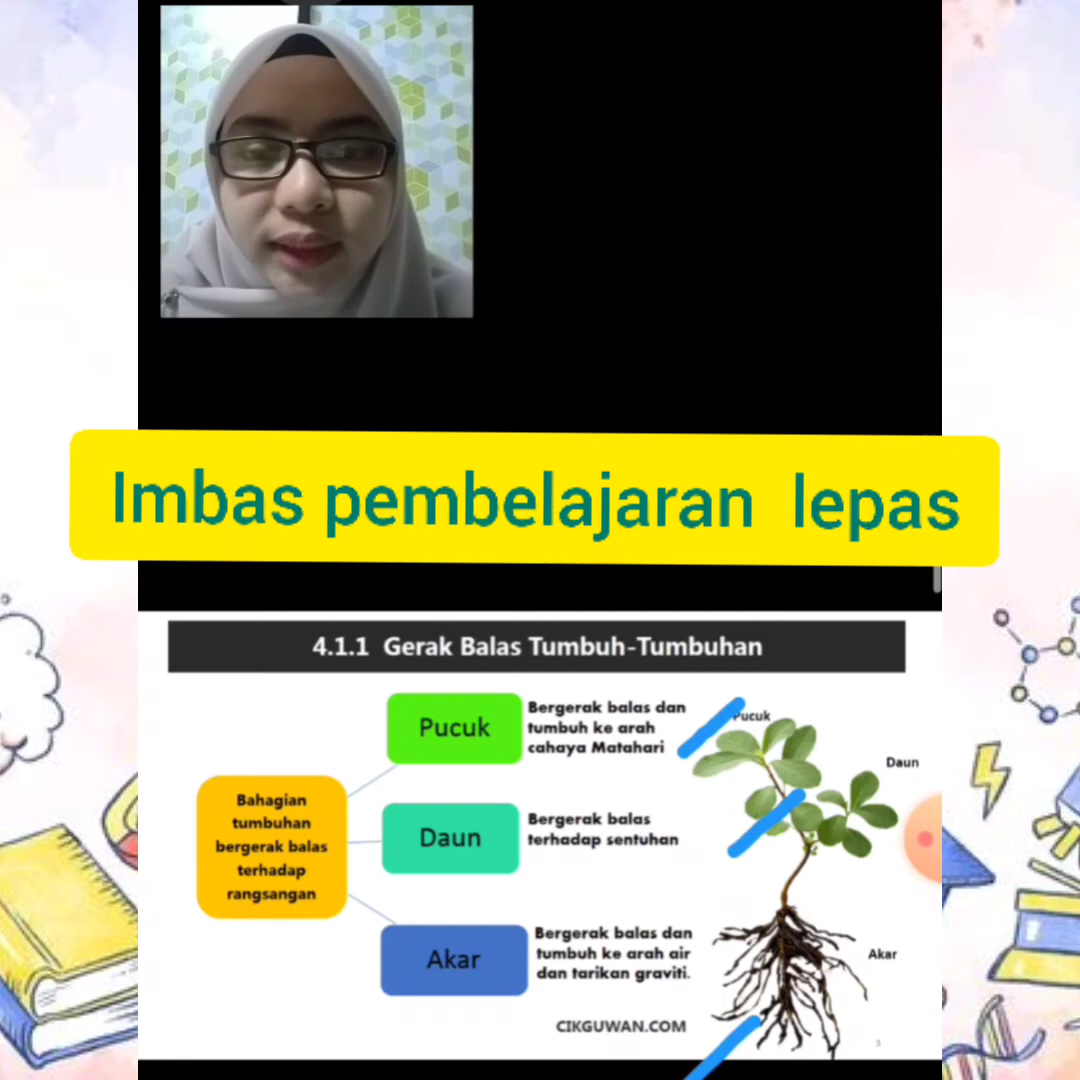 Imbas pembelajaran lepas
4.1.1 Gerak Balas Tumbuh-Tumbuhan
Bahagian
tumbuhan
bergerak balas
terhadap
rangsangan
Pucuk
Bergerak balas dan
tumbuh ke arah
cahaya Matahari
Daun
Bergerak balas
terhadap sentuhan
Akar
Bergerak balas dan
tumbuh ke arah air
dan tarikan graviti.
Pucuk
Daun
Akar
CIKGUWAN.COM